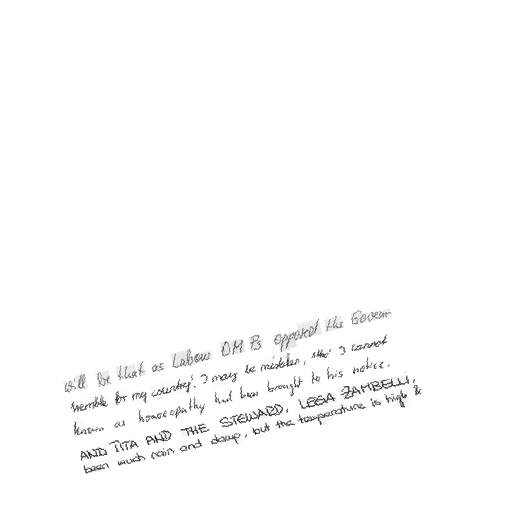 will be that as Labour OM Ps opposed the Govern-
tremble for my country. I may be mistaken, tho' I cannot
known as homoeopathy had been brought to his notice.
AND TITA AND THE STEWARD, LEGA ZAMBELLI,
been much rain and damp, but the temperature is high &